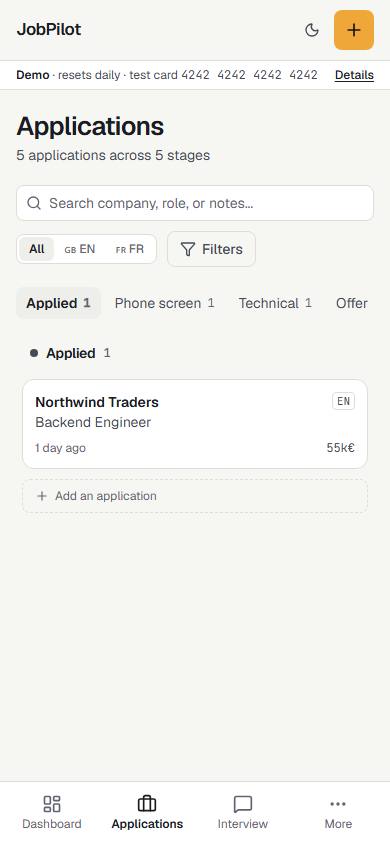 JobPilot
Demo · resets daily · test card 4242 4242 4242 4242 Details
Applications
5 applications across 5 stages
Search company, role, or notes...
All GB EN FR FR Filters
Applied 1 Phone screen 1 Technical 1 Offer
Applied 1
Northwind Traders EN
Backend Engineer
1 day ago 55k€
Add an application
Dashboard Applications Interview More